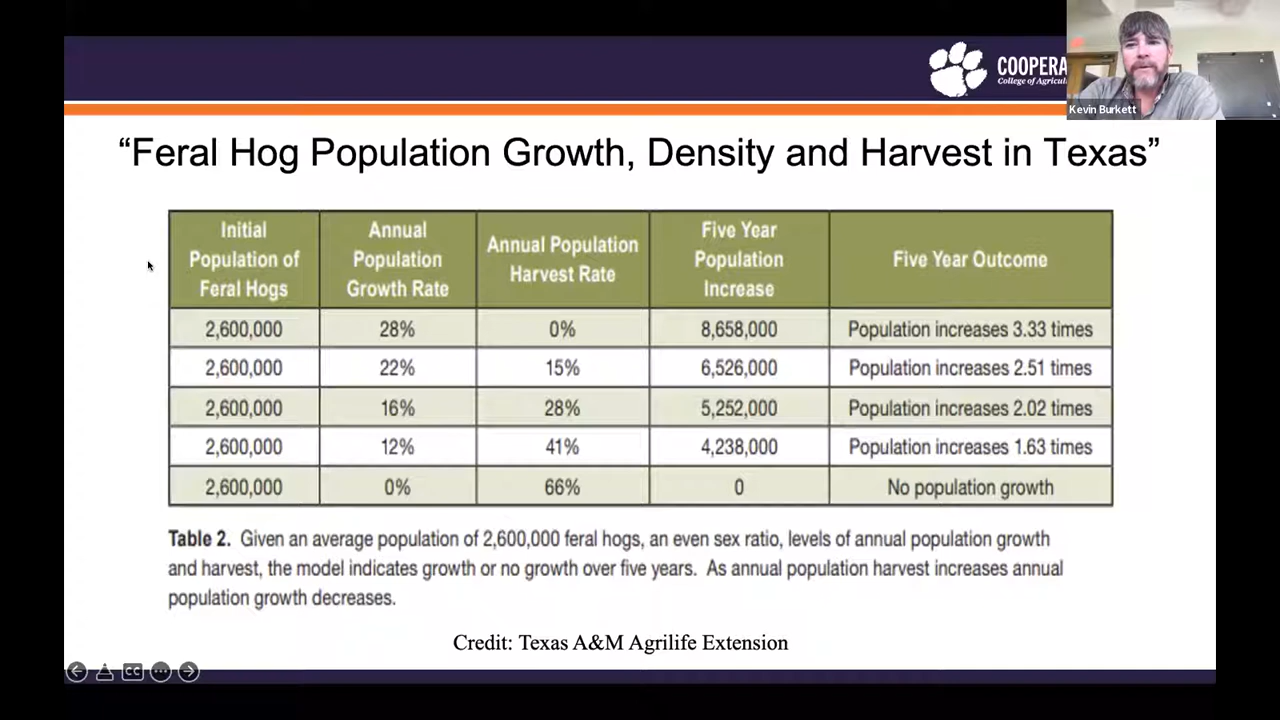 COOPERA
College of Agricul
Kevin Burkett
“Feral Hog Population Growth, Density and Harvest in Texas”
Initial Population of Feral Hogs Annual Population Growth Rate Annual Population Harvest Rate Five Year Population Increase Five Year Outcome
2,600,000 28% 0% 8,658,000 Population increases 3.33 times
2,600,000 22% 15% 6,526,000 Population increases 2.51 times
2,600,000 16% 28% 5,252,000 Population increases 2.02 times
2,600,000 12% 41% 4,238,000 Population increases 1.63 times
2,600,000 0% 66% 0 No population growth
Table 2. Given an average population of 2,600,000 feral hogs, an even sex ratio, levels of annual population growth
and harvest, the model indicates growth or no growth over five years. As annual population harvest increases annual
population growth decreases.
Credit: Texas A&M Agrilife Extension
CC